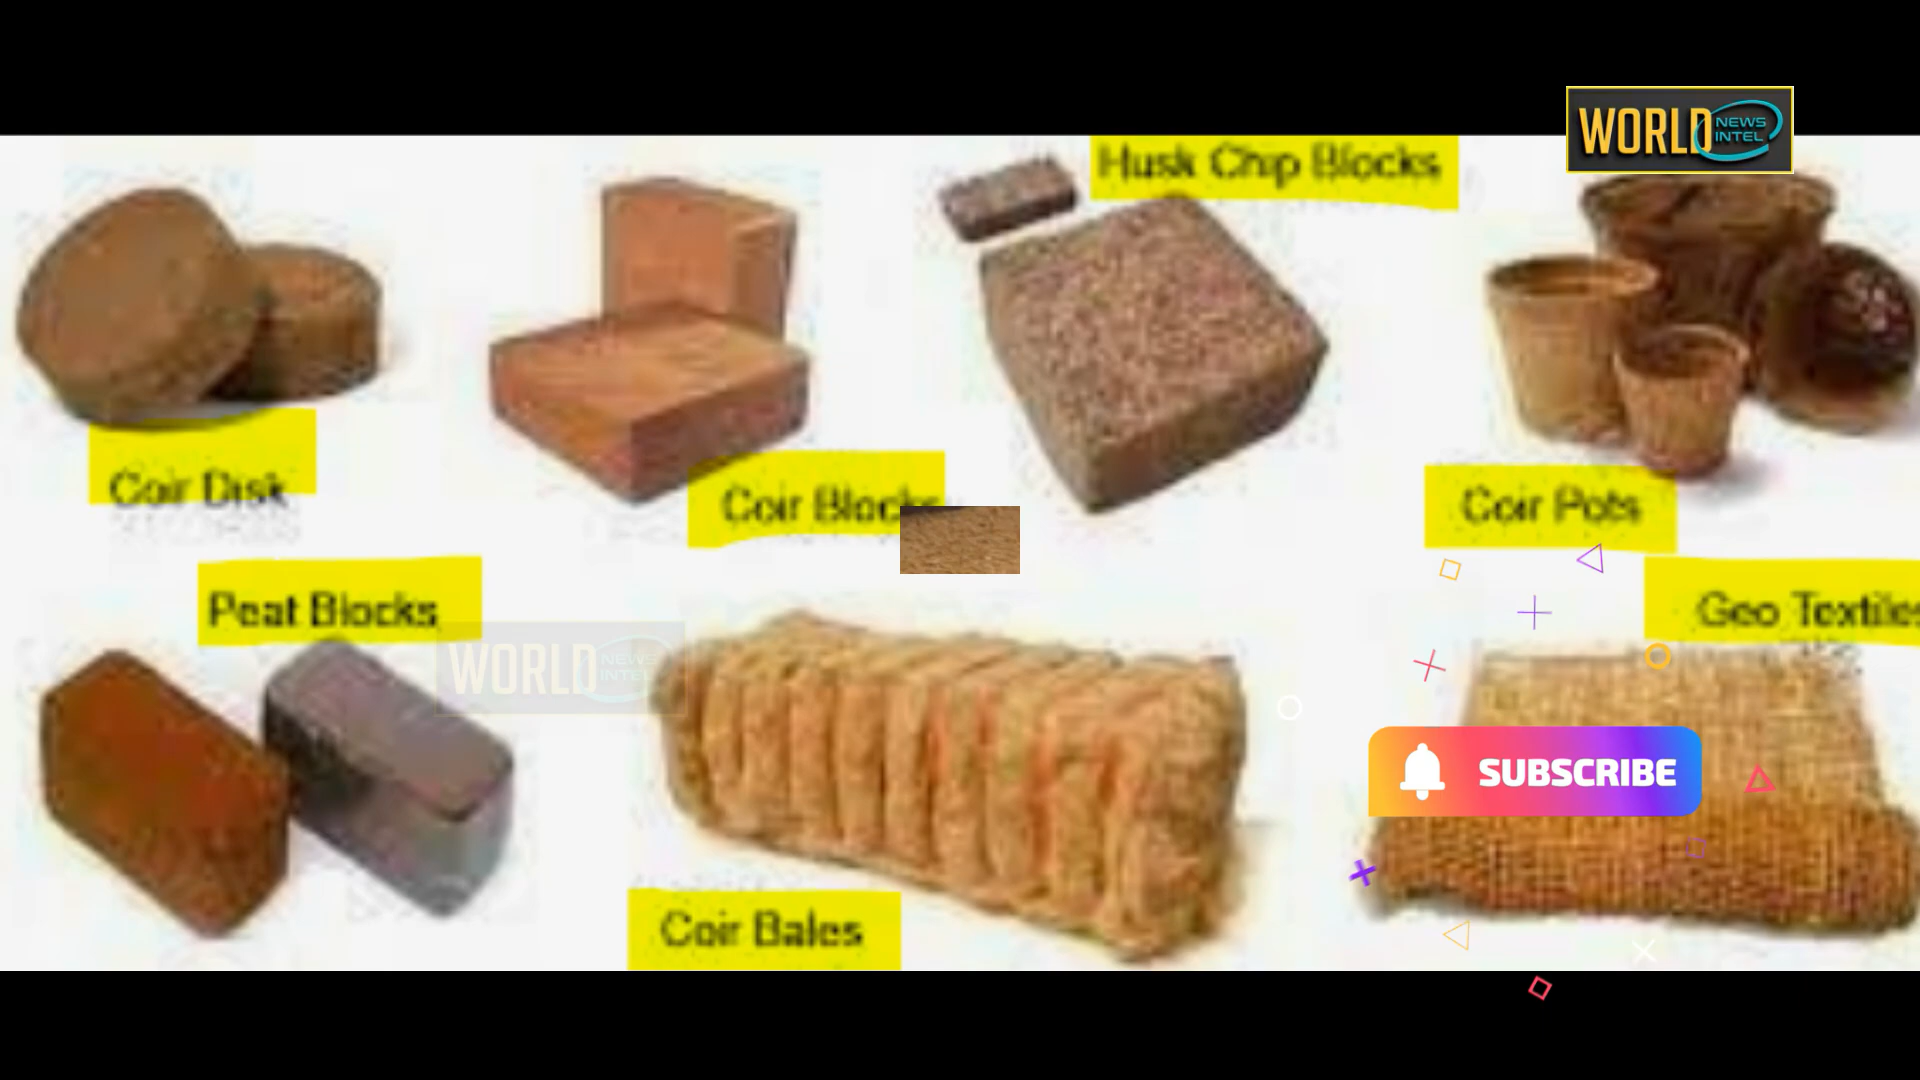 WORLD NEWS INTEL
Husk Chip Blocks
Coir Disk
Coir Blocks
Coir Pots
Peat Blocks
Geo Textiles
WORLD NEWS INTEL
SUBSCRIBE
Coir Bales